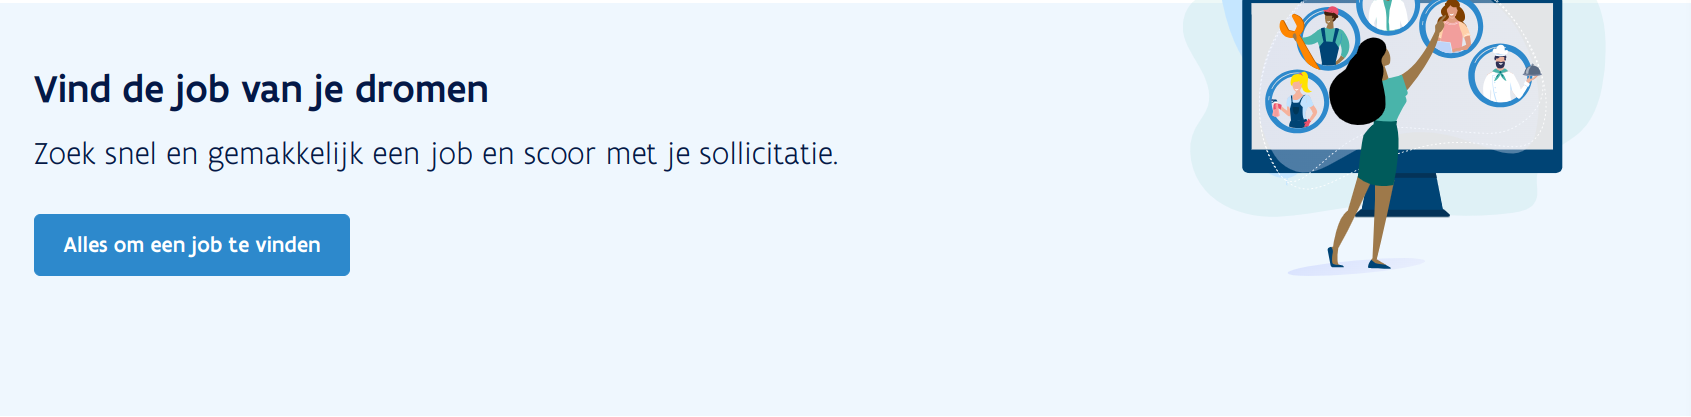 Vind de job van je dromen
Zoek snel en gemakkelijk een job en scoor met je sollicitatie.
Alles om een job te vinden